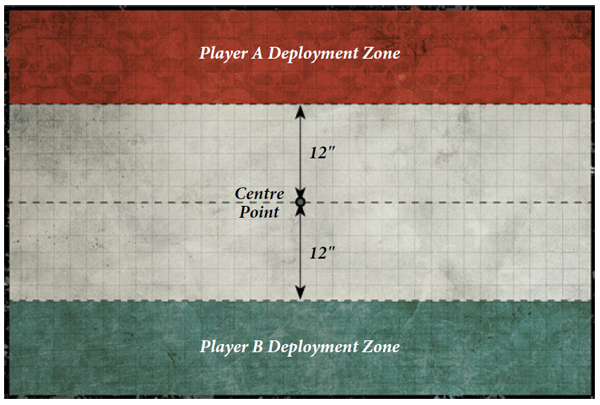 Player A Deployment Zone
12"
Centre
Point
12"
Player B Deployment Zone